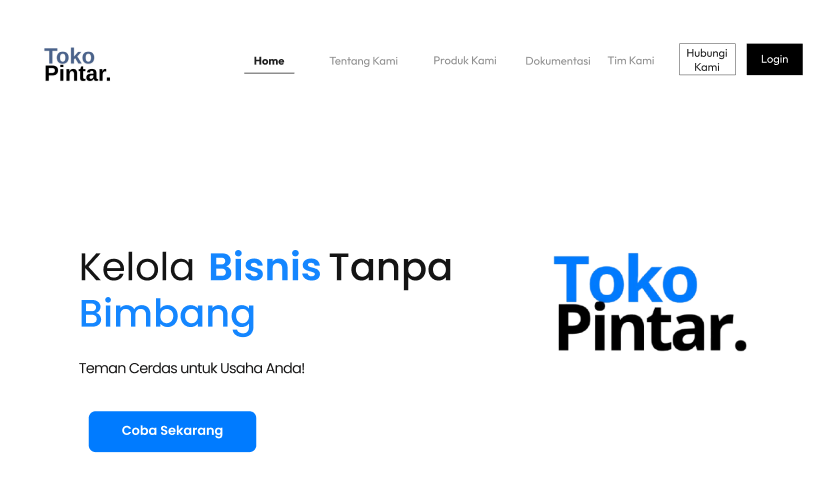 Toko
Pintar.
Home
Tentang Kami
Produk Kami
Dokumentasi
Tim Kami
Hubungi
Kami
Login
Kelola Bisnis Tanpa
Bimbang
Teman Cerdas untuk Usaha Anda!
Coba Sekarang
Toko
Pintar.